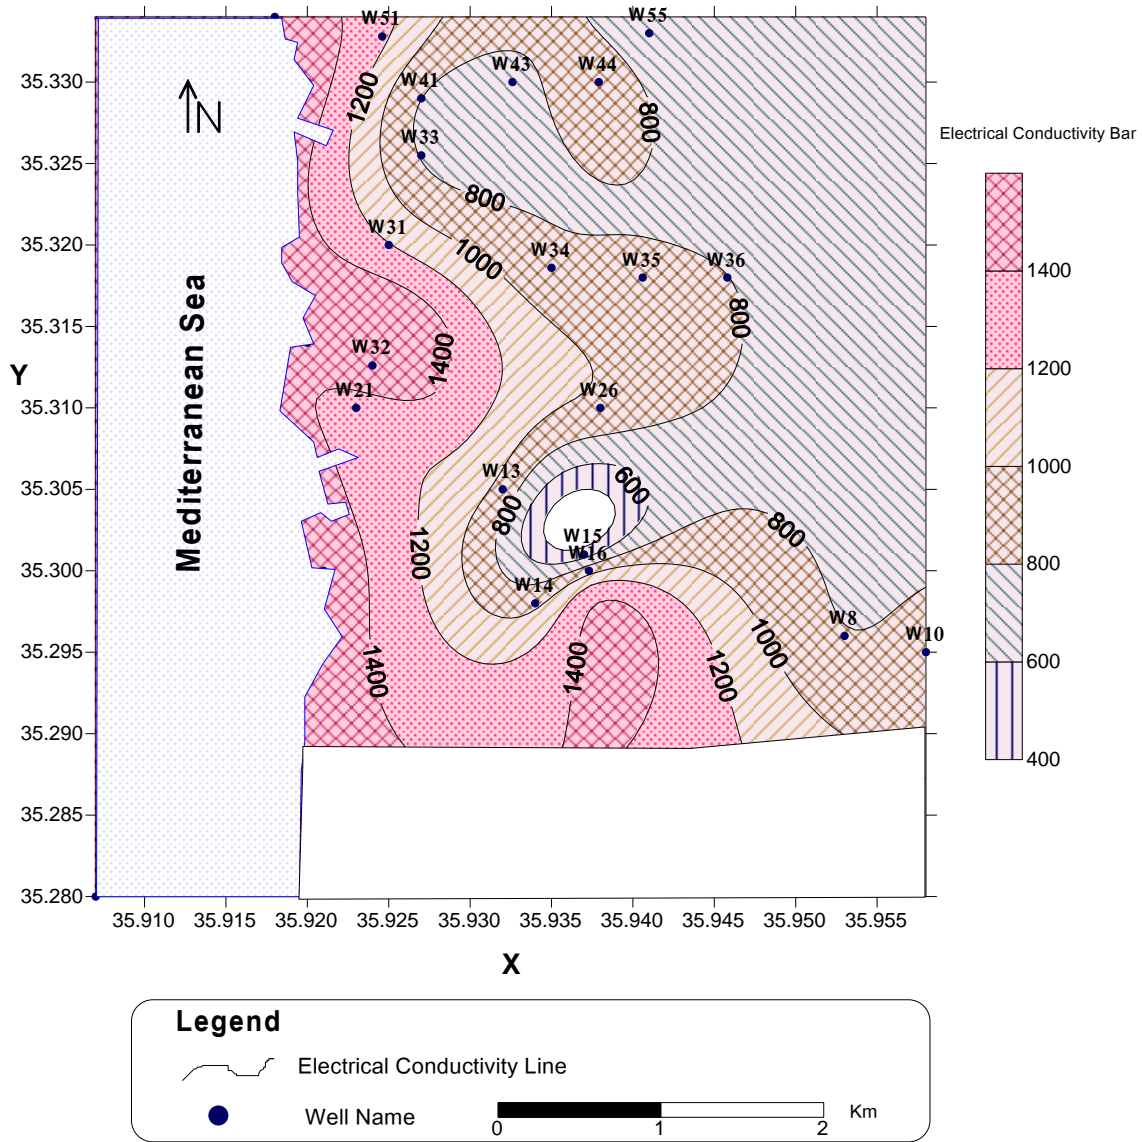 W51
W55
35.330
W41
W43
W44
1200
N
800
Electrical Conductivity Bar
35.325
W33
800
W31
35.320
1000
W34
W35
W36
1400
35.315
800
Mediterranean Sea
W32
1400
Y
1200
W21
W26
35.310
1000
W13
600
35.305
800
W15
800
1200
W16
800
35.300
W14
W8
W10
35.295
1400
1400
1200
1000
600
35.290
400
35.285
35.280
35.910 35.915 35.920 35.925 35.930 35.935 35.940 35.945 35.950 35.955
X
Legend
Electrical Conductivity Line
Well Name
Km
0 1 2